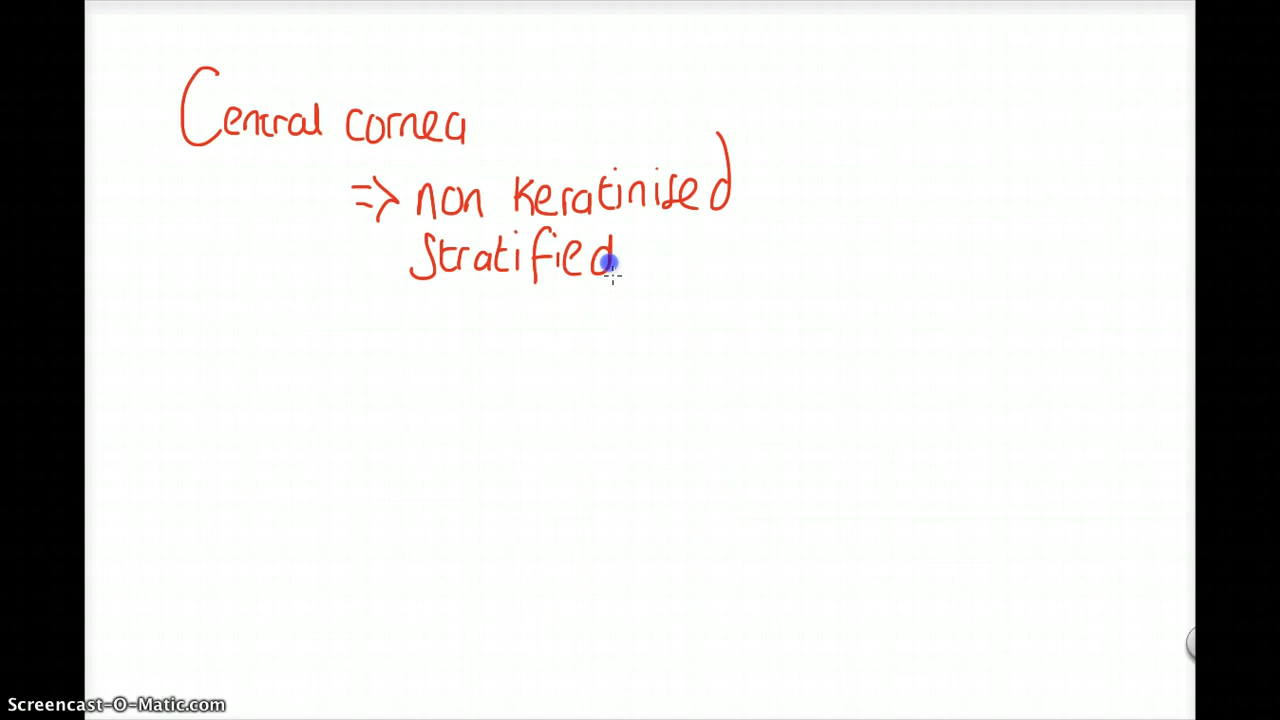 Central cornea
=> non keratinised
stratified
Screencast-O-Matic.com